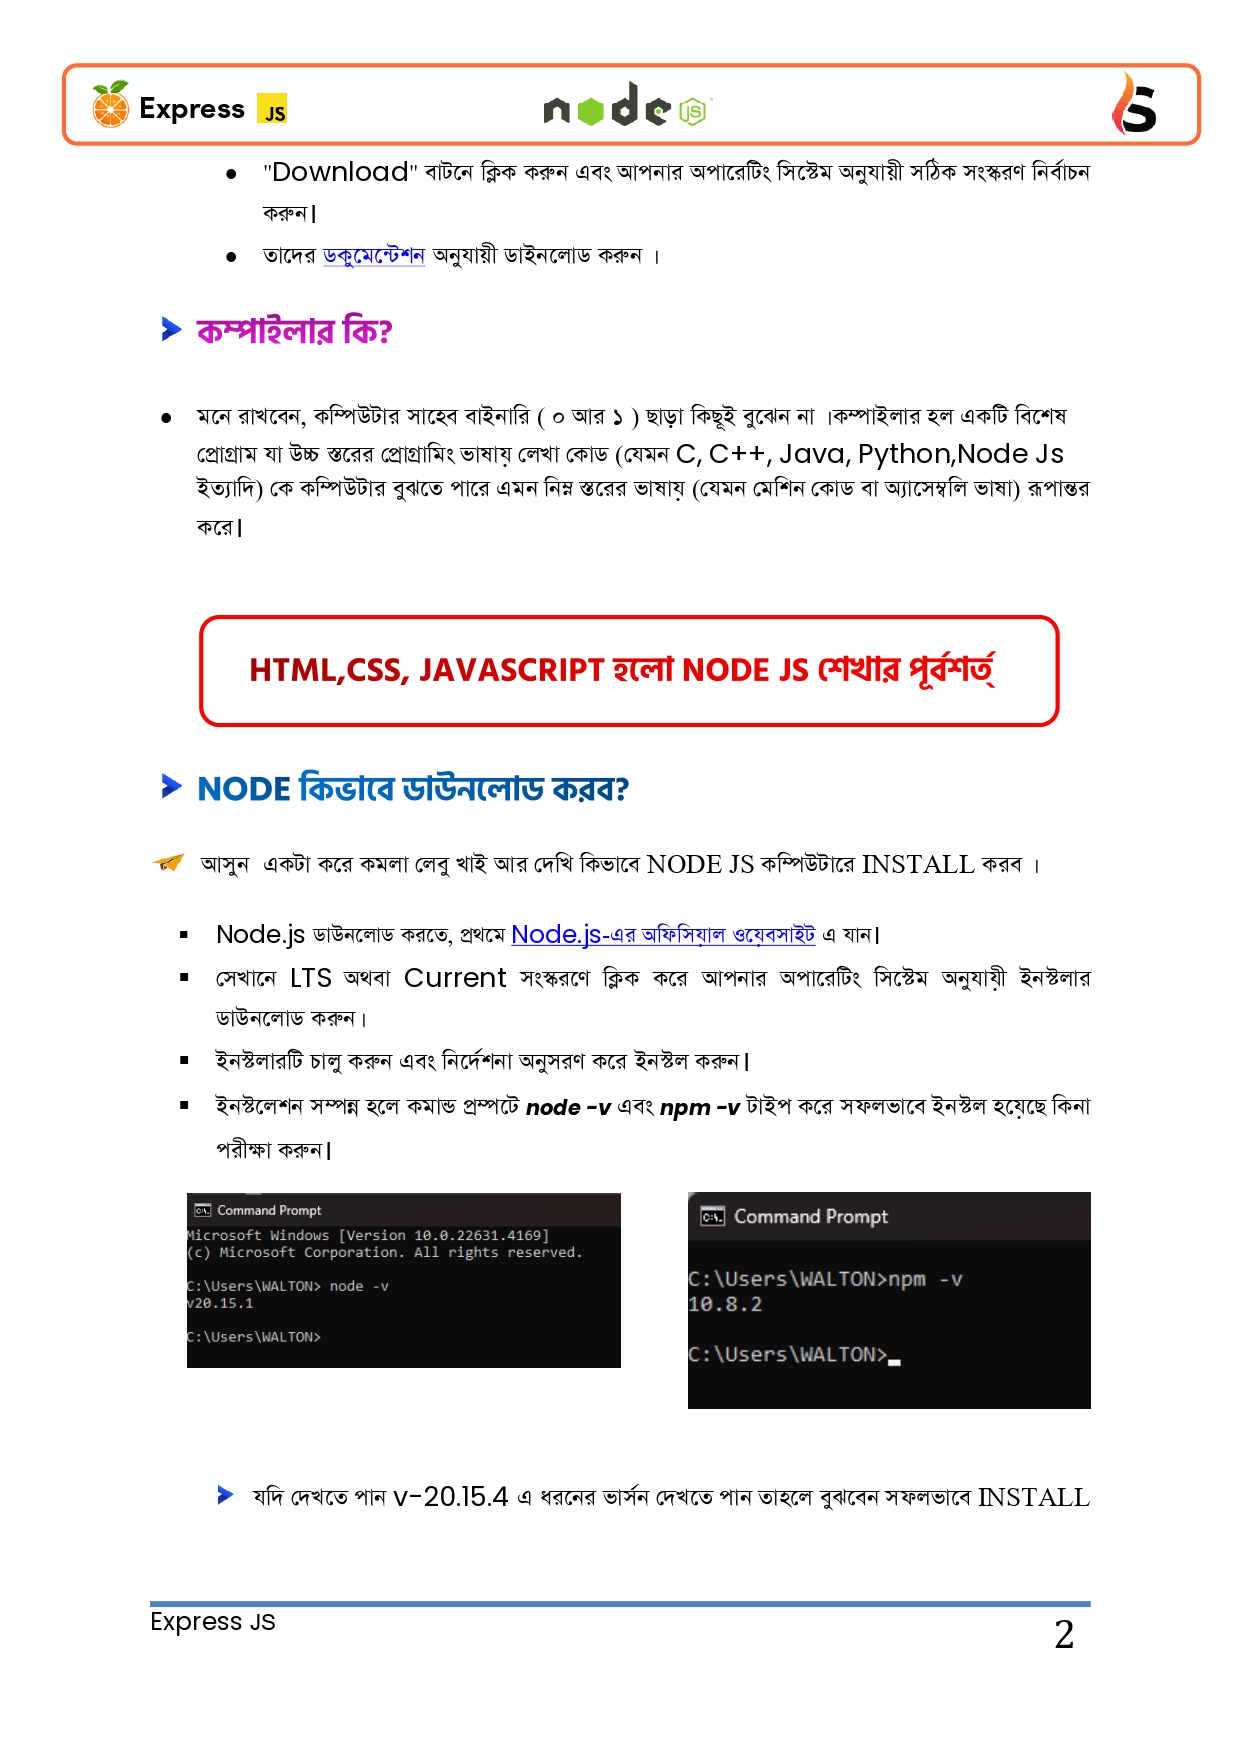 Express JS
node JS
"Download" বাটনে ক্লিক করুন এবং আপনার অপারেটিং সিস্টেম অনুযায়ী সঠিক সংস্করণ নির্বাচন
করুন।
তাদের ডকুমেন্টেশন অনুযায়ী ডাইনলোড করুন ।
কম্পাইলার কি?
মনে রাখবেন, কম্পিউটার সাহেব বাইনারি ( ০ আর ১ ) ছাড়া কিছূই বুঝেন না ।কম্পাইলার হল একটি বিশেষ
প্রোগ্রাম যা উচ্চ স্তরের প্রোগ্রামিং ভাষায় লেখা কোড (যেমন C, C++, Java, Python,Node Js
ইত্যাদি) কে কম্পিউটার বুঝতে পারে এমন নিম্ন স্তরের ভাষায় (যেমন মেশিন কোড বা অ্যাসেম্বলি ভাষা) রূপান্তর
করে।
HTML,CSS, JAVASCRIPT হলো NODE JS শেখার পূর্বশর্ত্
NODE কিভাবে ডাউনলোড করব?
আসুন একটা করে কমলা লেবু খাই আর দেখি কিভাবে NODE JS কম্পিউটারে INSTALL করব ।
Node.js ডাউনলোড করতে, প্রথমে Node.js-এর অফিসিয়াল ওয়েবসাইট এ যান।
সেখানে LTS অথবা Current সংস্করণে ক্লিক করে আপনার অপারেটিং সিস্টেম অনুযায়ী ইনস্টলার
ডাউনলোড করুন।
ইনস্টলারটি চালু করুন এবং নির্দেশনা অনুসরণ করে ইনস্টল করুন।
ইনস্টলেশন সম্পন্ন হলে কমান্ড প্রম্পটে node -v এবং npm -v টাইপ করে সফলভাবে ইনস্টল হয়েছে কিনা
পরীক্ষা করুন।
Command Prompt
Microsoft Windows [Version 10.0.22631.4169]
(c) Microsoft Corporation. All rights reserved.
C:\Users\WALTON> node -v
v20.15.1
C:\Users\WALTON>
Command Prompt
C:\Users\WALTON>npm -v
10.8.2
C:\Users\WALTON>
যদি দেখতে পান v-20.15.4 এ ধরনের ভার্সন দেখতে পান তাহলে বুঝবেন সফলভাবে INSTALL
Express JS
2